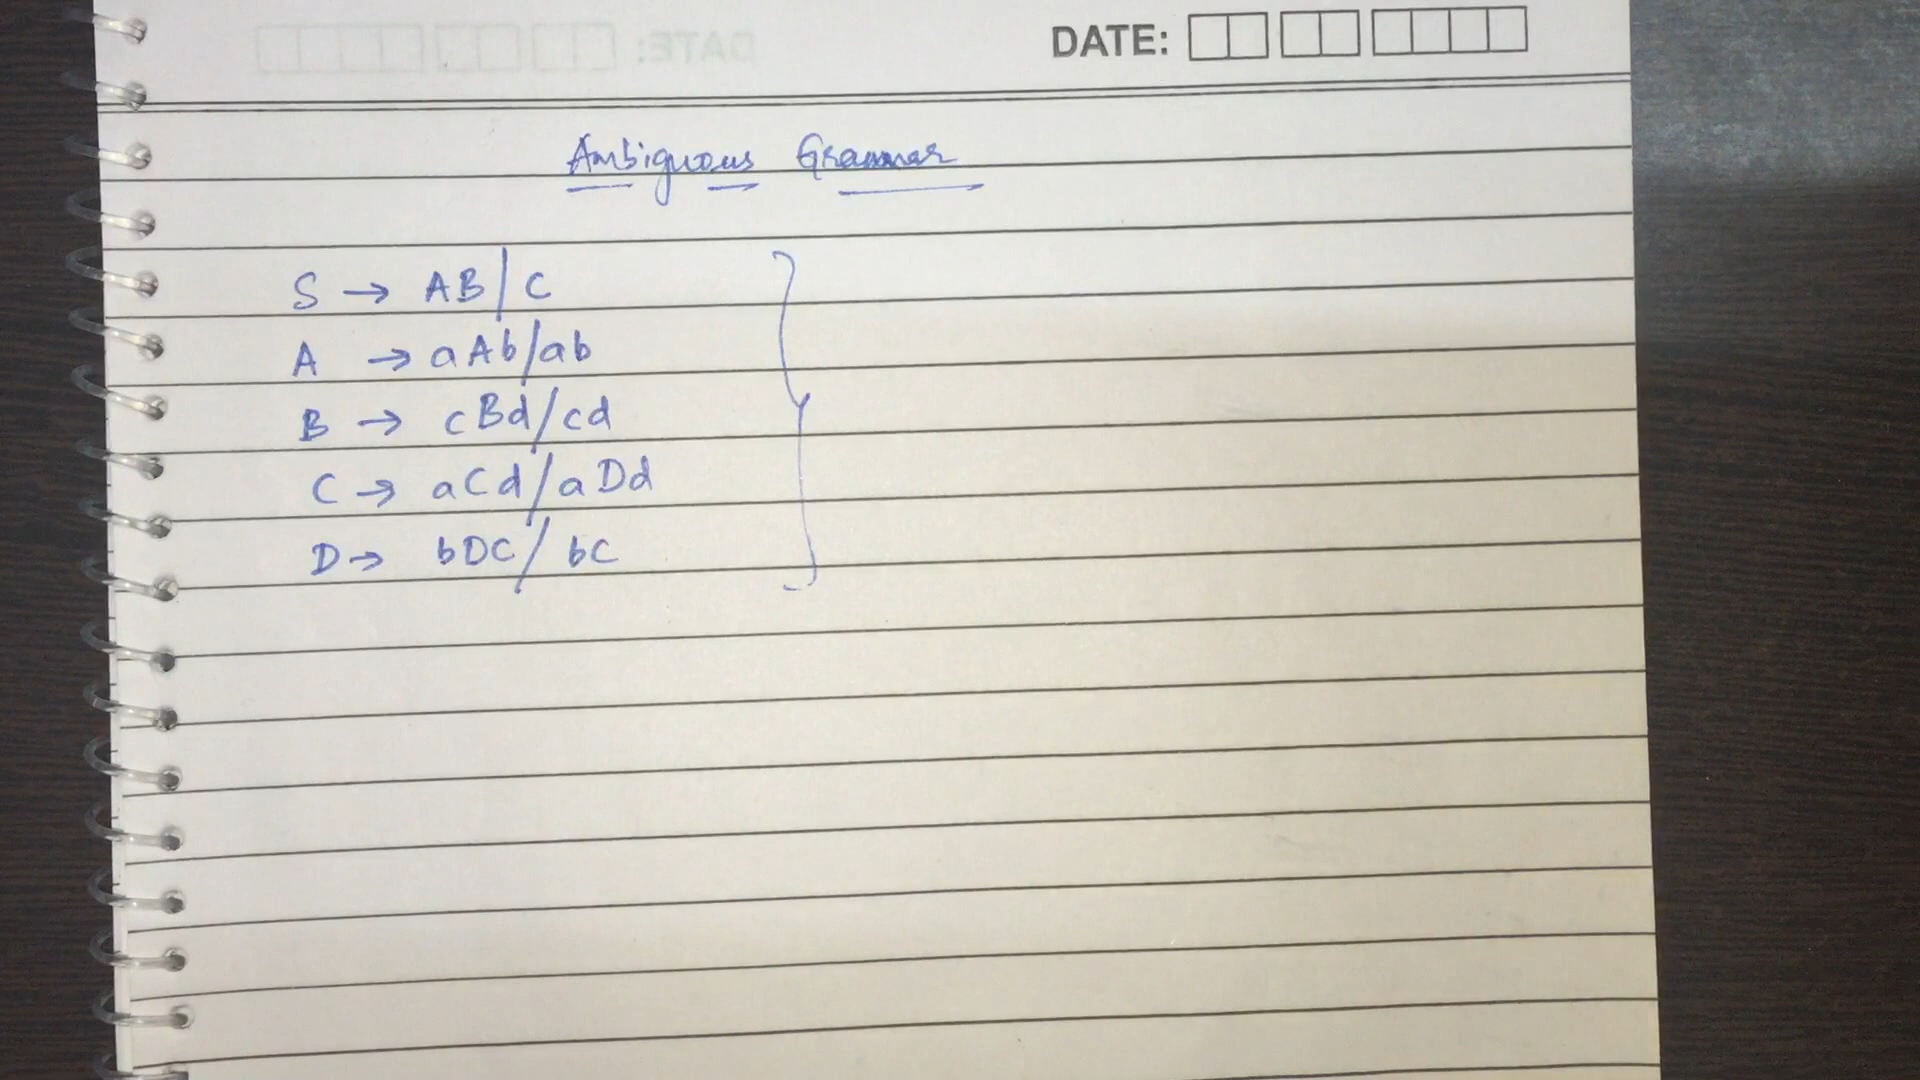 DATE:
Ambiguous Grammar
S → AB/C
A → aAb/ab
B → cBd/cd
C → aCd/aDd
D → bDC/bC